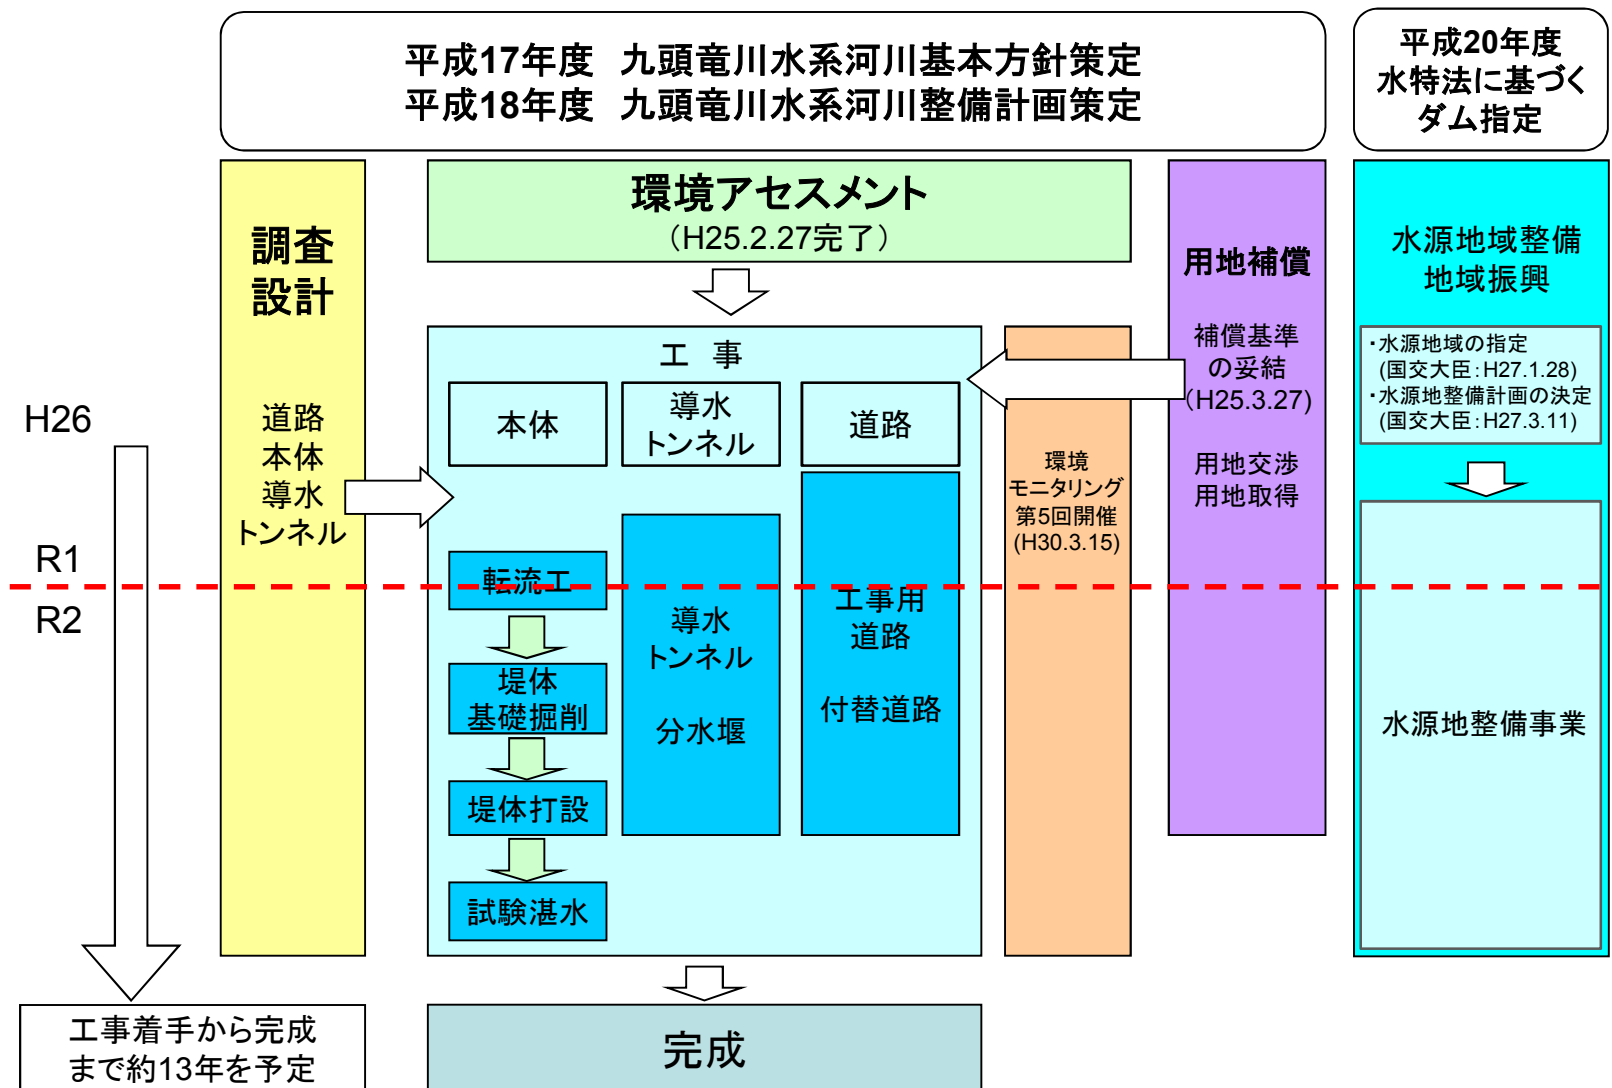 平成17年度　九頭竜川水系河川基本方針策定
平成18年度　九頭竜川水系河川整備計画策定
平成20年度
水特法に基づく
ダム指定
調査
設計
道路
本体
導水
トンネル
環境アセスメント
（H25.2.27完了）
用地補償
補償基準
の妥結
（H25.3.27）
用地交渉
用地取得
水源地域整備
地域振興
・水源地域の指定
(国交大臣：H27.1.28)
・水源地整備計画の決定
(国交大臣：H27.3.11)
水源地整備事業
工　事
本体
導水
トンネル
道路
転流工
堤体
基礎掘削
堤体打設
試験湛水
導水
トンネル
分水堰
工事用
道路
付替道路
環境
モニタリング
第5回開催
(H30.3.15)
H26
R1
R2
工事着手から完成
まで約13年を予定
完成